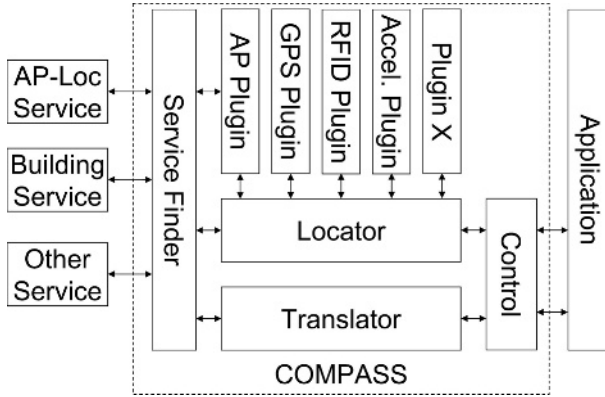 AP-Loc
Service
Building
Service
Other
Service
Service Finder
AP Plugin
GPS Plugin
RFID Plugin
Accel. Plugin
Plugin X
Locator
Translator
Control
Application
COMPASS